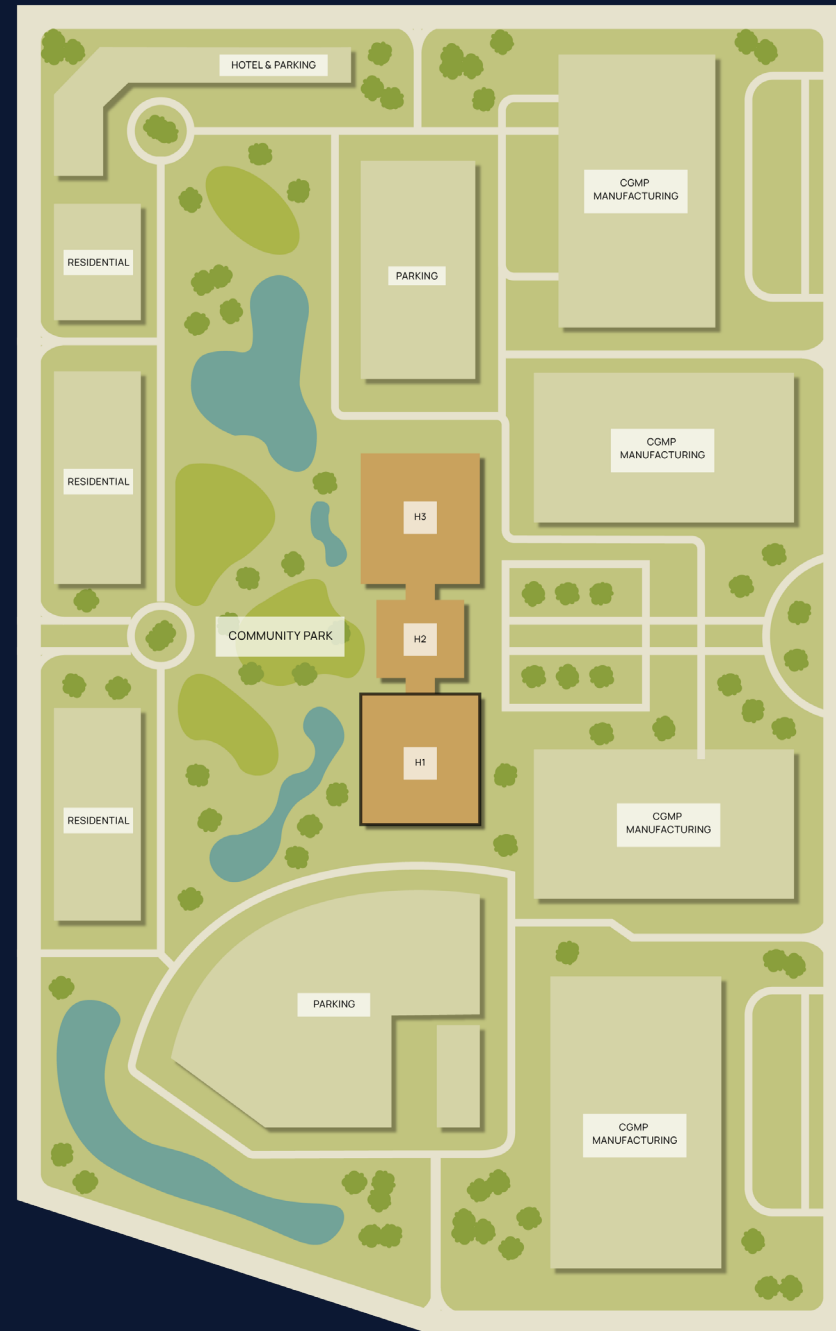 HOTEL & PARKING
CGMP
MANUFACTURING
RESIDENTIAL
PARKING
CGMP
MANUFACTURING
RESIDENTIAL
H3
COMMUNITY PARK
H2
H1
RESIDENTIAL
CGMP
MANUFACTURING
PARKING
CGMP
MANUFACTURING